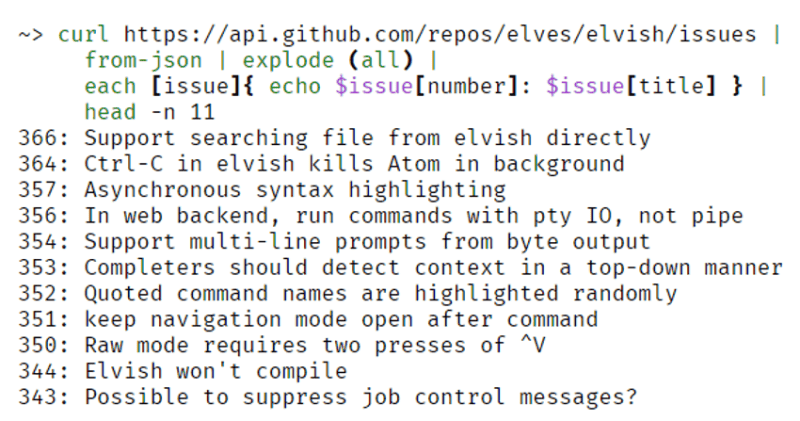 ~> curl https://api.github.com/repos/elves/elvish/issues |
from-json | explode (all) |
each [issue]{ echo $issue[number]: $issue[title] } |
head -n 11
366: Support searching file from elvish directly
364: Ctrl-C in elvish kills Atom in background
357: Asynchronous syntax highlighting
356: In web backend, run commands with pty IO, not pipe
354: Support multi-line prompts from byte output
353: Completers should detect context in a top-down manner
352: Quoted command names are highlighted randomly
351: keep navigation mode open after command
350: Raw mode requires two presses of ^V
344: Elvish won't compile
343: Possible to suppress job control messages?